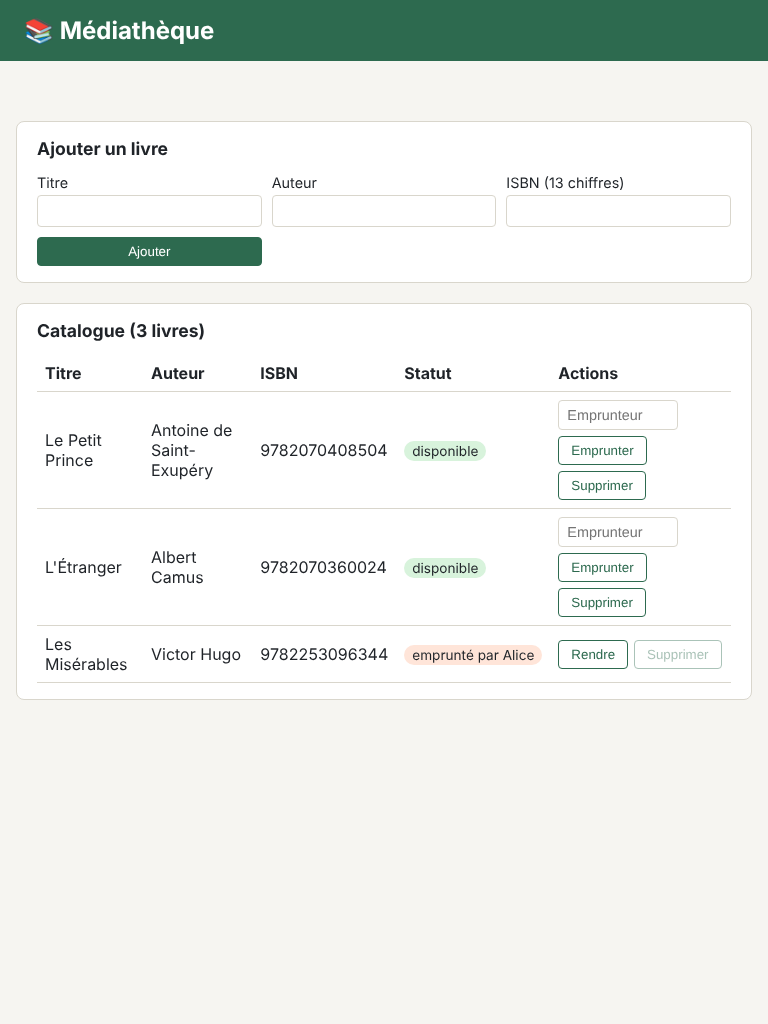 📚 Médiathèque
Ajouter un livre
Titre
Auteur
ISBN (13 chiffres)
Ajouter
Catalogue (3 livres)
Titre Auteur ISBN Statut Actions
Le Petit
Prince
Antoine de
Saint-
Exupéry
9782070408504
disponible
Emprunteur
Emprunter
Supprimer
L'Étranger
Albert
Camus
9782070360024
disponible
Emprunteur
Emprunter
Supprimer
Les
Misérables
Victor Hugo
9782253096344
emprunté par Alice
Rendre
Supprimer